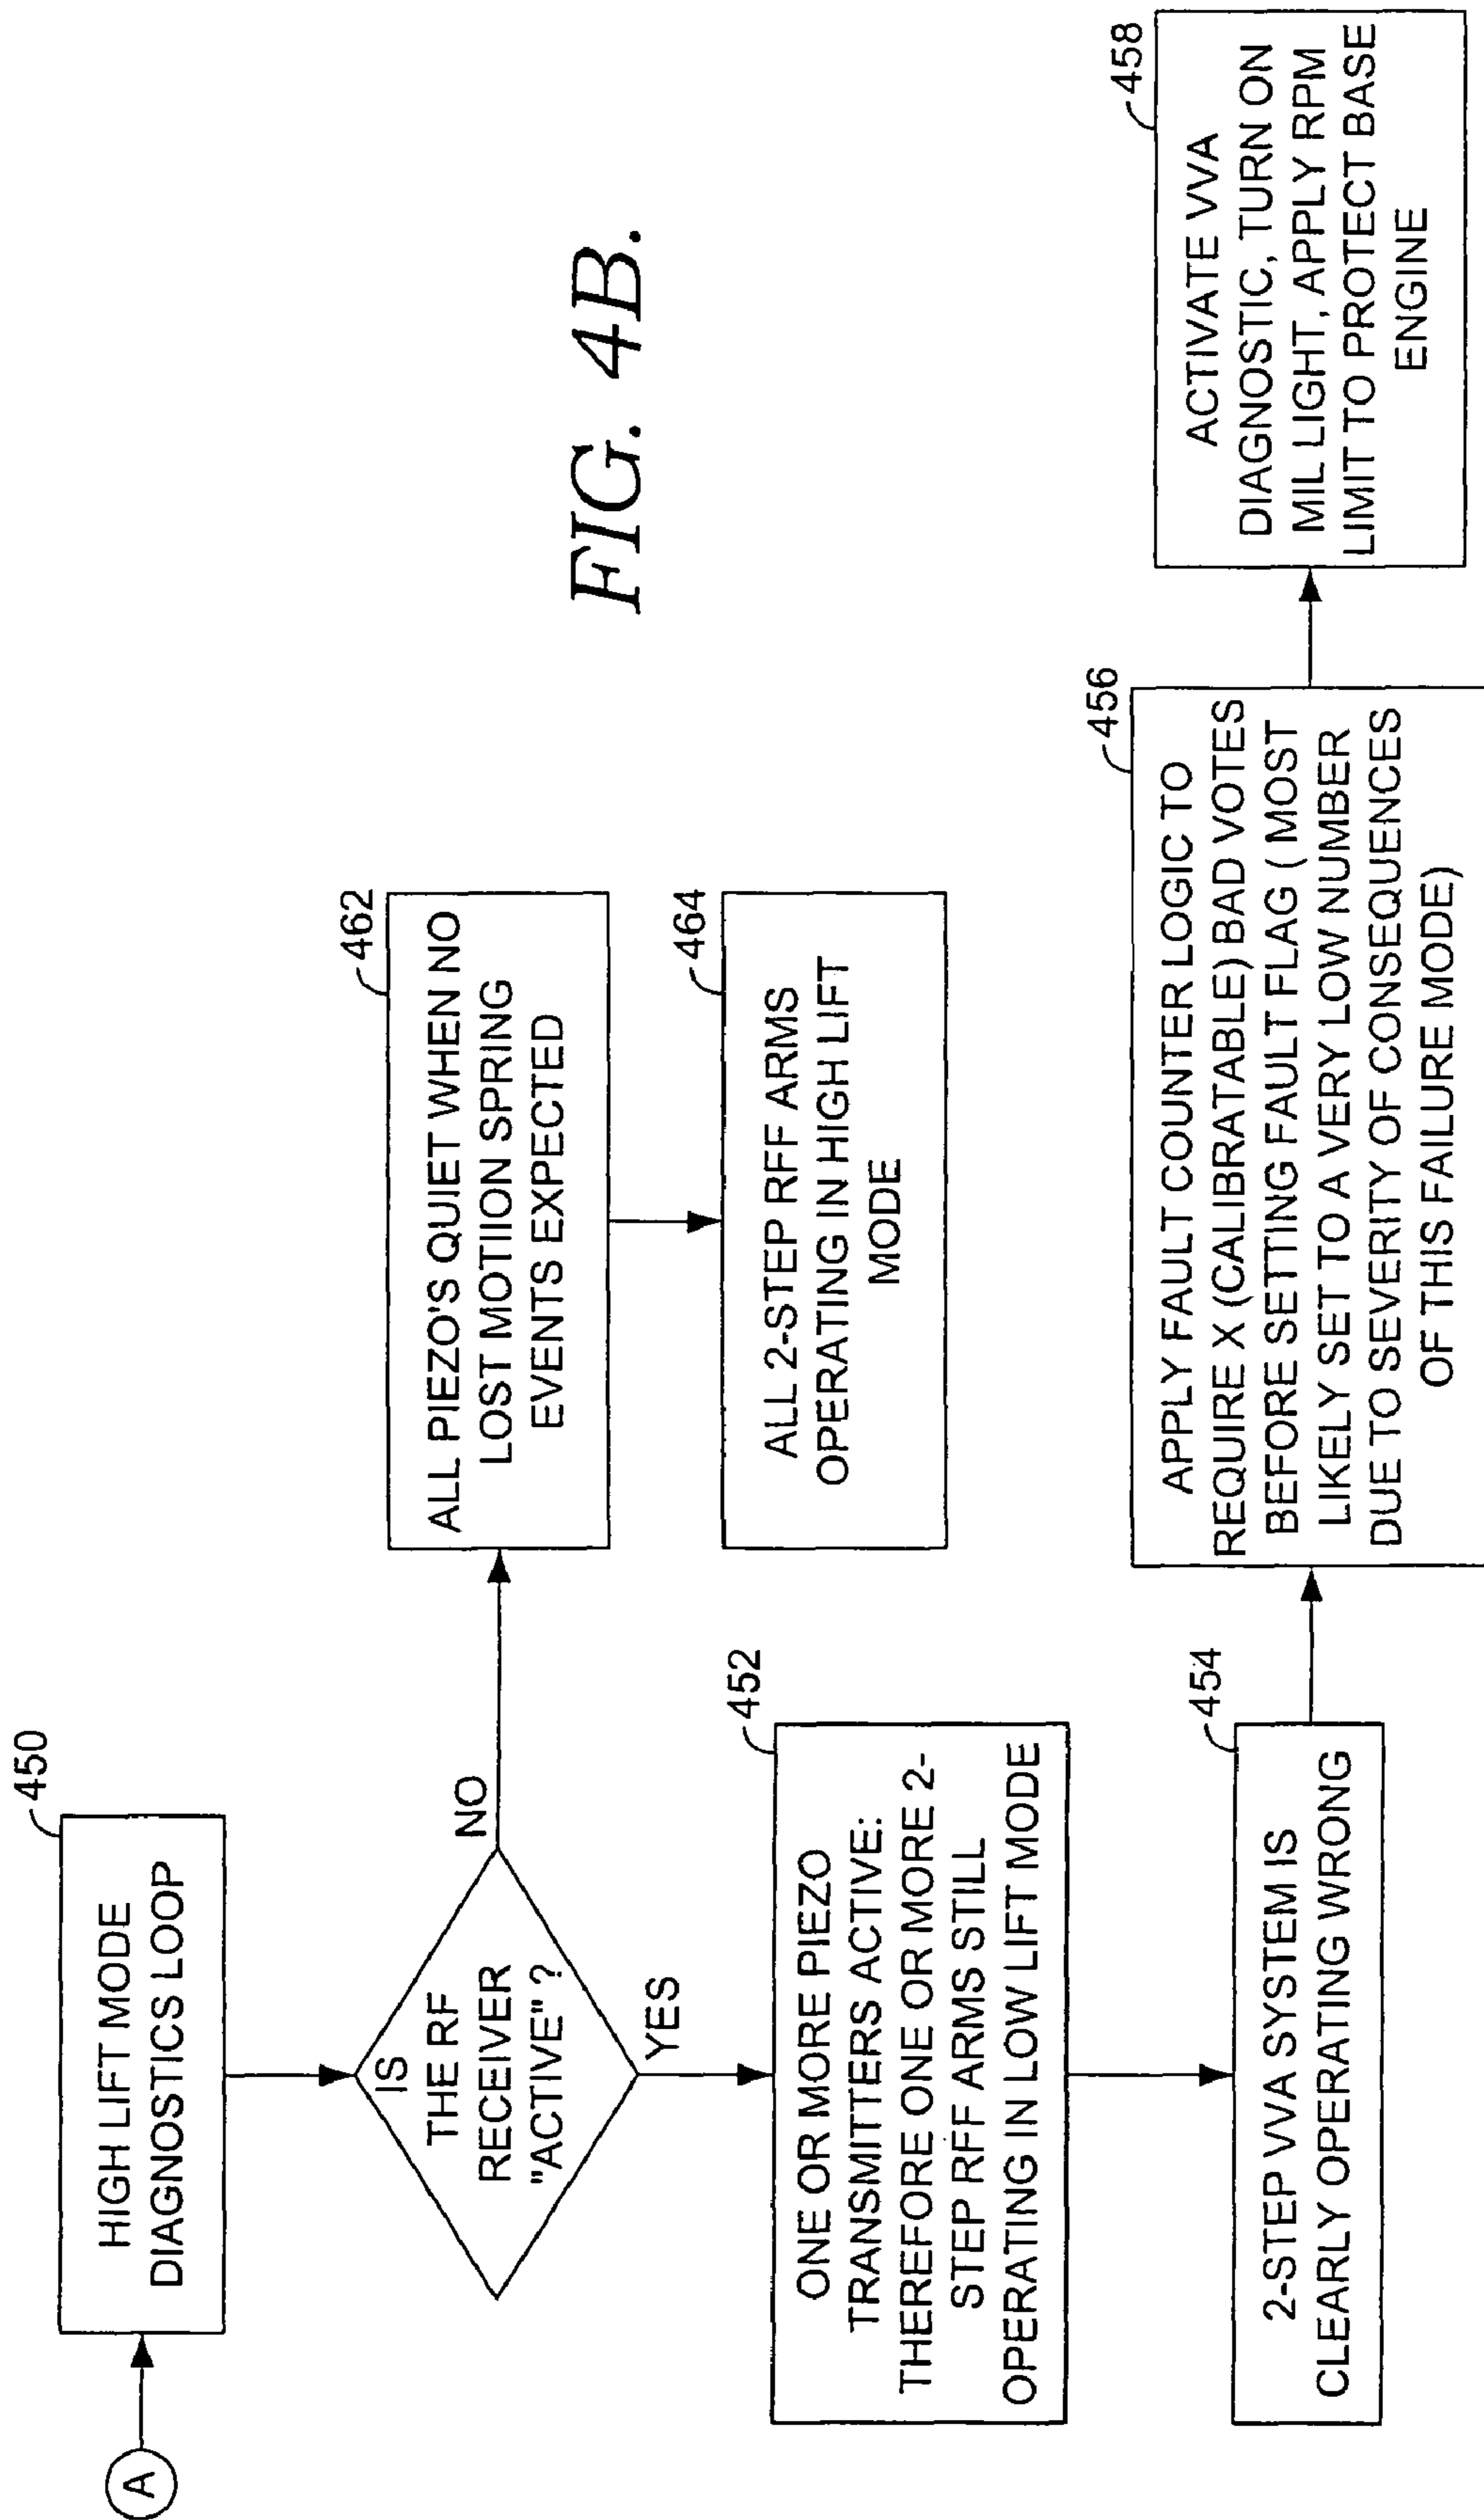 A
450
HIGH LIFT MODE
DIAGNOSTICS LOOP
IS
THE RF
RECEIVER
"ACTIVE" ?
NO
YES
462
ALL PIEZO'S QUIET WHEN NO
LOST MOTION SPRING
EVENTS EXPECTED
464
ALL 2-STEP RFF ARMS
OPERATING IN HIGH LIFT
MODE
452
ONE OR MORE PIEZO
TRANSMITTERS ACTIVE:
THEREFORE ONE OR MORE 2-
STEP RFF ARMS STILL
OPERATING IN LOW LIFT MODE
454
2-STEP VVA SYSTEM IS
CLEARLY OPERATING WRONG
456
APPLY FAULT COUNTER LOGIC TO
REQUIRE X (CALIBRATABLE) BAD VOTES
BEFORE SETTING FAULT FLAG ( MOST
LIKELY SET TO A VERY LOW NUMBER
DUE TO SEVERITY OF CONSEQUENCES
OF THIS FAILURE MODE)
458
ACTIVATE VVA
DIAGNOSTIC, TURN ON
MIL LIGHT, APPLY RPM
LIMIT TO PROTECT BASE
ENGINE
FIG. 4B.